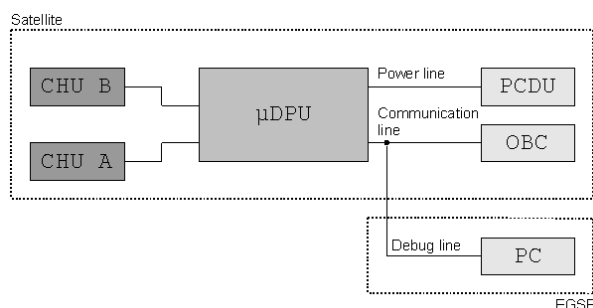 Satellite
CHU B
CHU A
µDPU
Power line
PCDU
Communication
line
OBC
Debug line
PC
EGSE